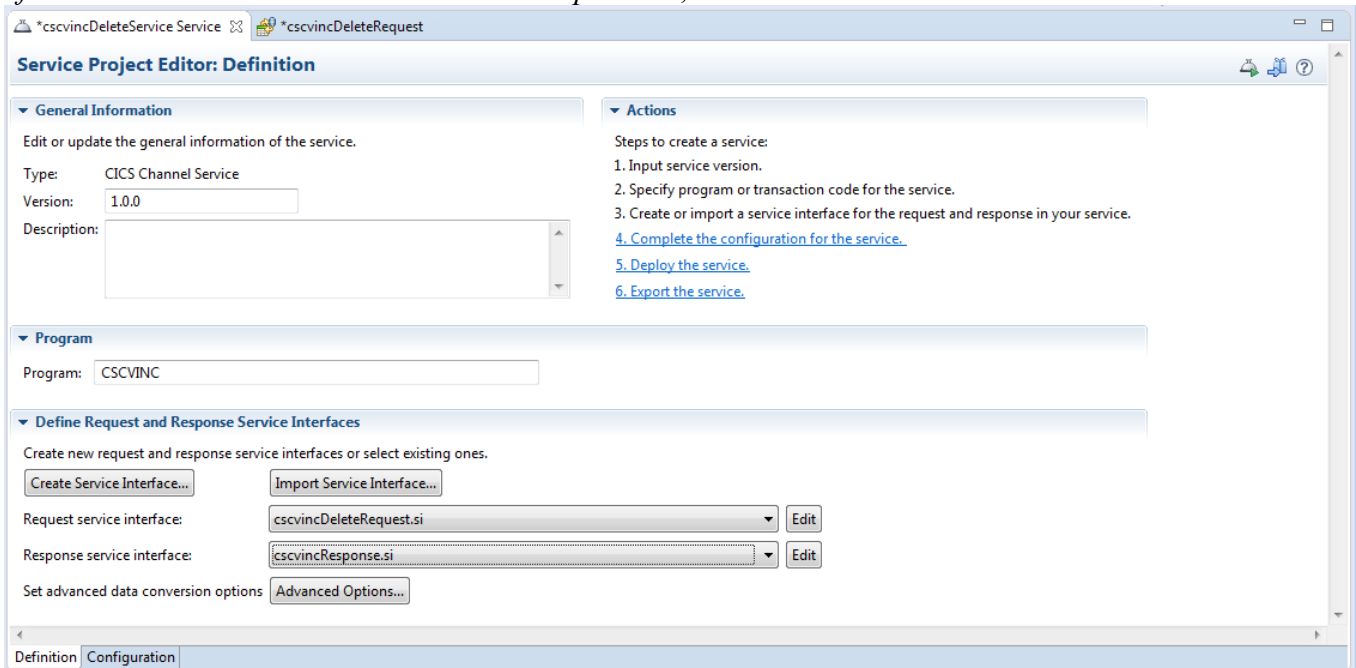 *cscvincDeleteService Service *cscvincDeleteRequest
Service Project Editor: Definition
General Information
Edit or update the general information of the service.
Type: CICS Channel Service
Version: 1.0.0
Description:
Actions
Steps to create a service:
1. Input service version.
2. Specify program or transaction code for the service.
3. Create or import a service interface for the request and response in your service.
4. Complete the configuration for the service.
5. Deploy the service.
6. Export the service.
Program
Program: CSCVINC
Define Request and Response Service Interfaces
Create new request and response service interfaces or select existing ones.
Create Service Interface... Import Service Interface...
Request service interface: cscvincDeleteRequest.si Edit
Response service interface: cscvincResponse.si Edit
Set advanced data conversion options Advanced Options...
Definition Configuration